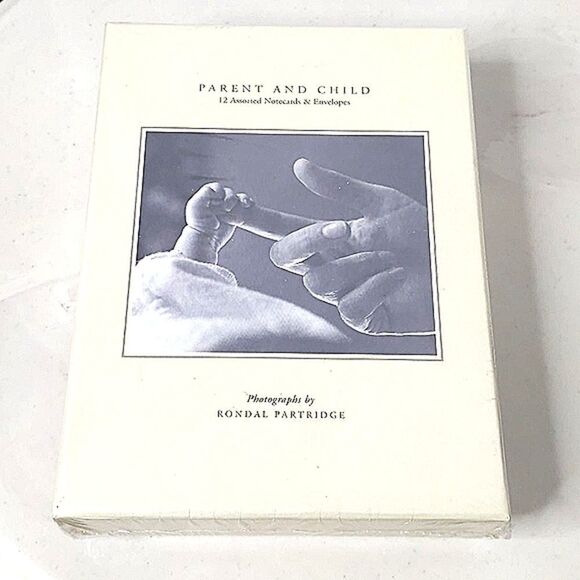 PARENT AND CHILD
12 Assorted Notecards & Envelopes
Photographs by
RONDAL PARTRIDGE